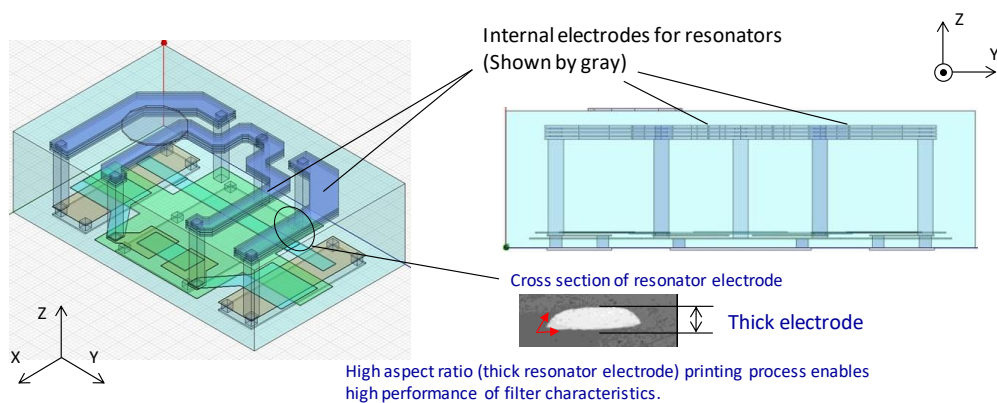 Internal electrodes for resonators
(Shown by gray)
Z
Y
Cross section of resonator electrode
Thick electrode
Z
X
Y
High aspect ratio (thick resonator electrode) printing process enables
high performance of filter characteristics.